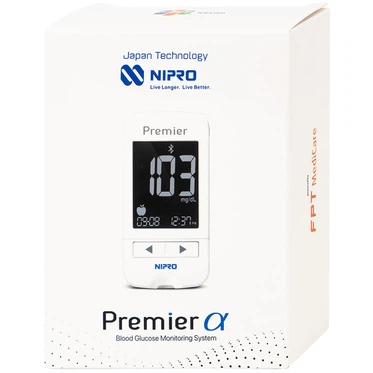 Japan Technology
NIPRO
Live Longer. Live Better.
Premier
103
mg/dL
09:08 12:37
NIPRO
Premier α
Blood Glucose Monitoring System
FPT MediCare